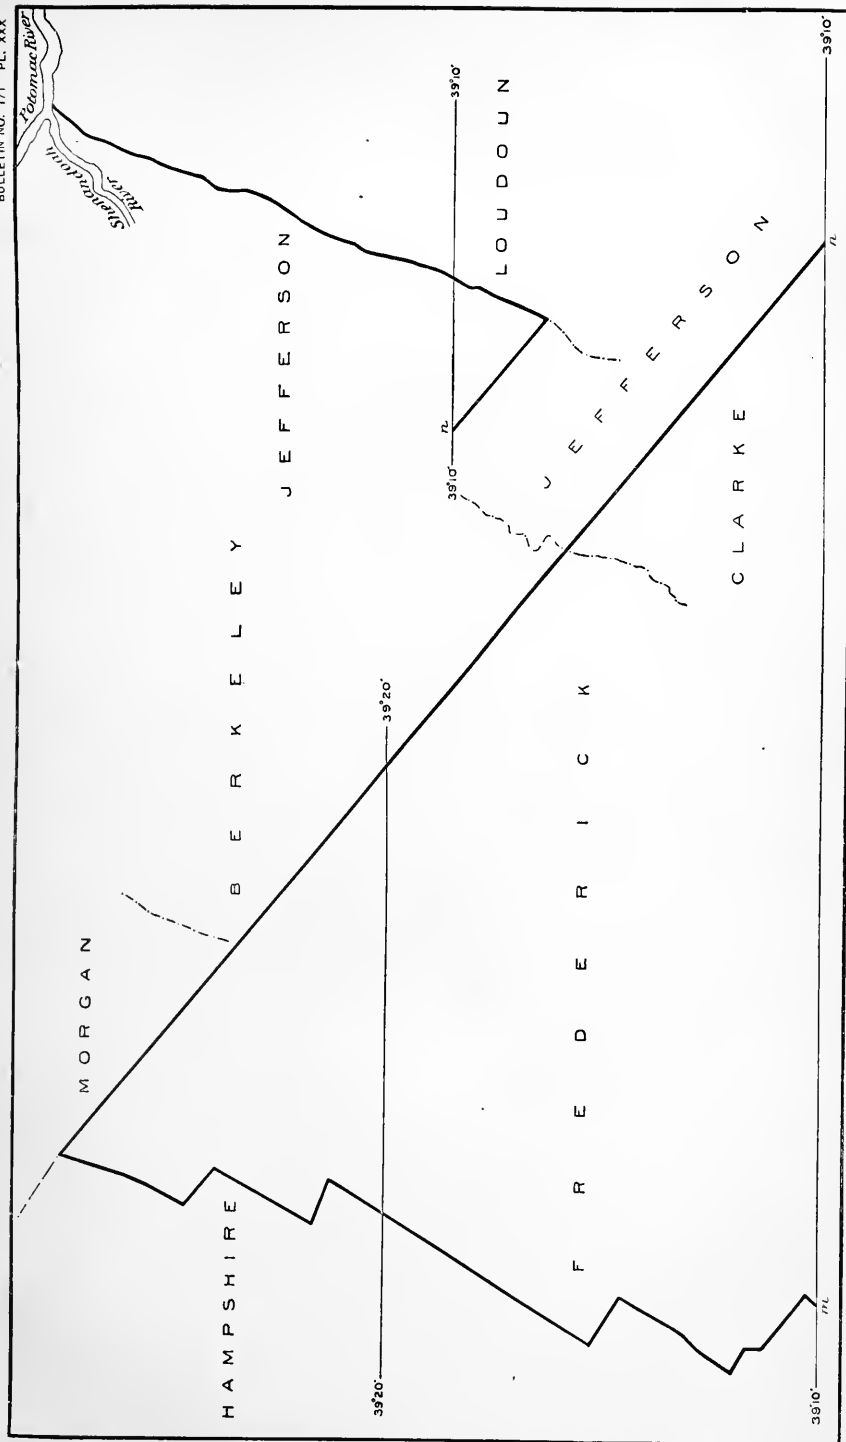 BULLETIN NO. 171 PL. XXX
Potomac River
Shenandoah
River
MORGAN
BERKELEY
JEFFERSON
HAMPSHIRE
39°20'
39°20'
39°10'
n
39°10'
LOUDOUN
JEFFERSON
FREDERICK
CLARKE
39°10'
m
n
39°10'